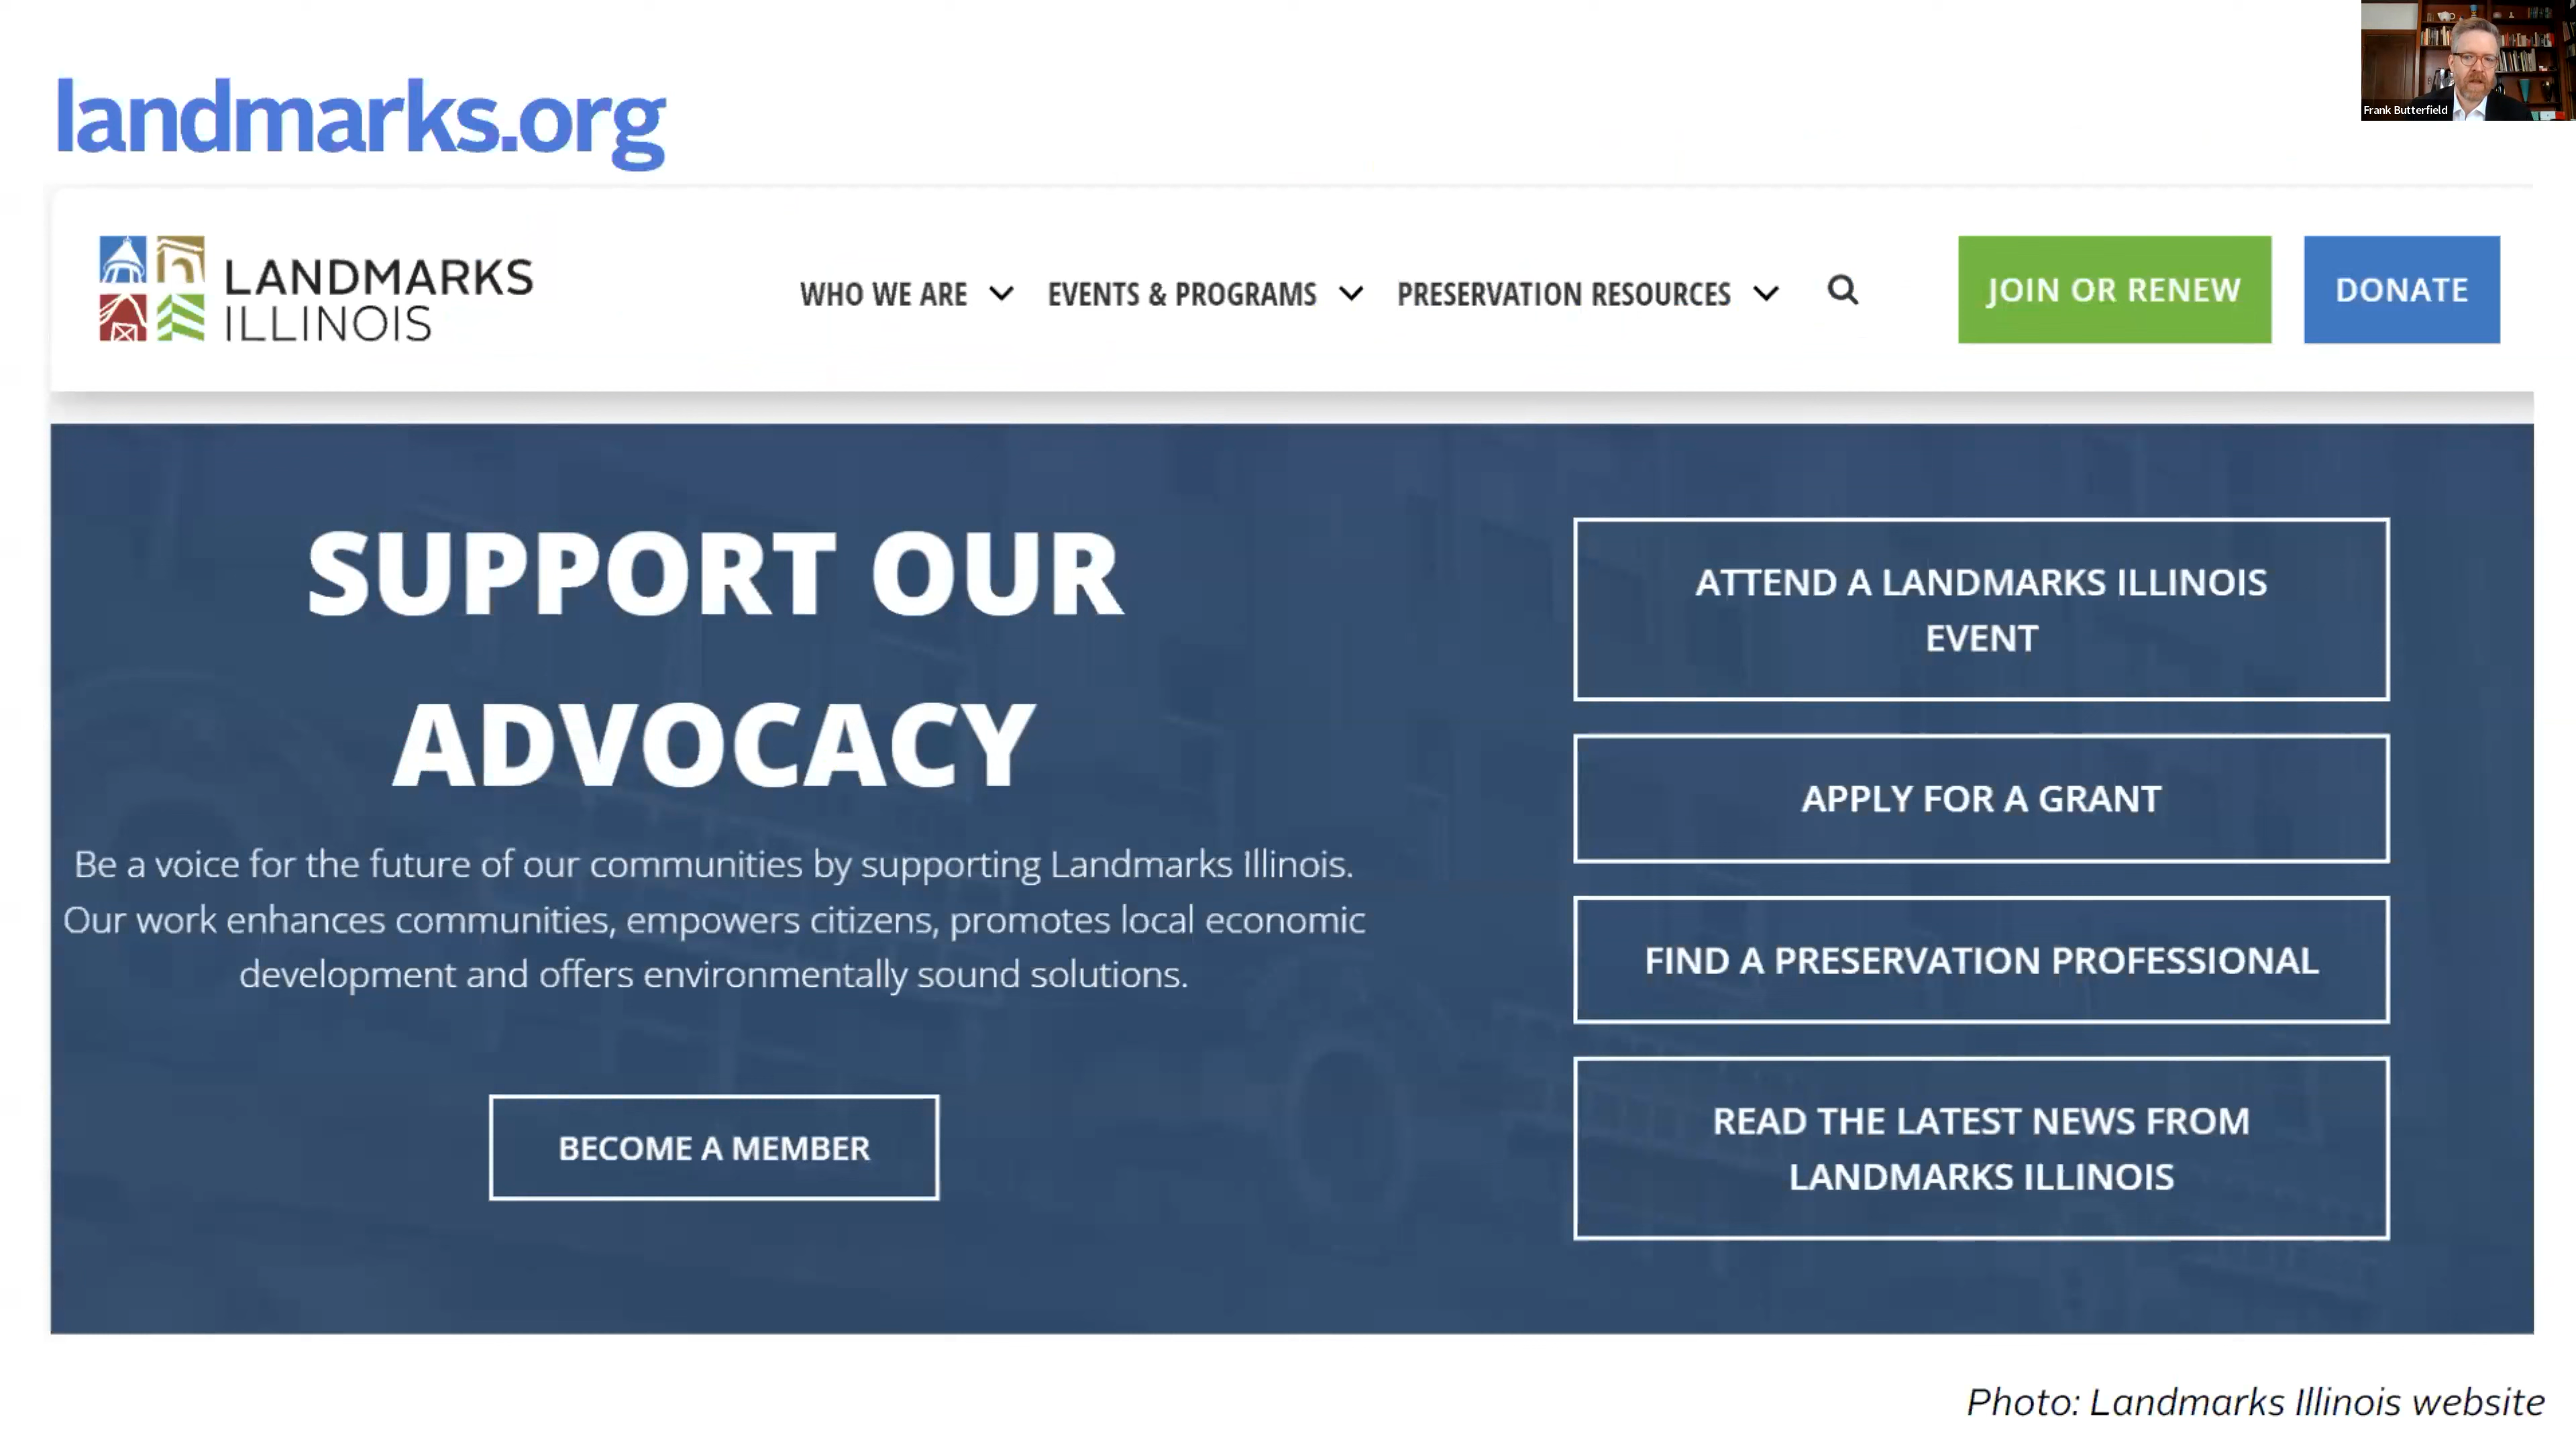 landmarks.org
Frank Butterfield
LANDMARKS
ILLINOIS
WHO WE ARE
EVENTS & PROGRAMS
PRESERVATION RESOURCES
JOIN OR RENEW
DONATE
SUPPORT OUR
ADVOCACY
Be a voice for the future of our communities by supporting Landmarks Illinois.
Our work enhances communities, empowers citizens, promotes local economic
development and offers environmentally sound solutions.
BECOME A MEMBER
ATTEND A LANDMARKS ILLINOIS
EVENT
APPLY FOR A GRANT
FIND A PRESERVATION PROFESSIONAL
READ THE LATEST NEWS FROM
LANDMARKS ILLINOIS
Photo: Landmarks Illinois website